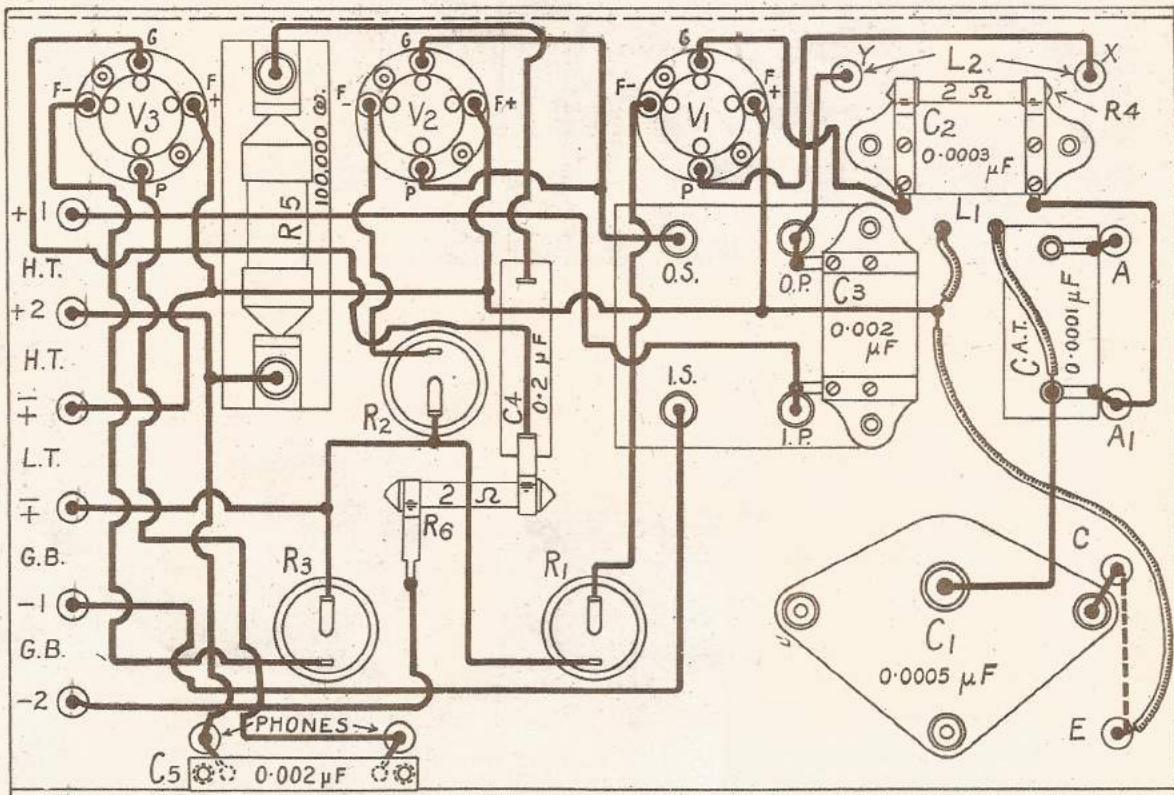 G
F-
F+
V3
P
R5
100,000 ω.
G
F-
F+
V2
P
G
F-
F+
V1
P
Y
L2
X
2 Ω
R4
C2
0.0003 µF
L1
+1
H.T.
+2
H.T.
∓
L.T.
∓
G.B.
-1
G.B.
-2
O.S.
O.P.
C3
0.002 µF
I.S.
I.P.
A
C.A.T.
0.0001 µF
A1
R2
C4
0.2 µF
2 Ω
R6
R3
R1
C
C1
0.0005 µF
E
PHONES
C5
0.002 µF